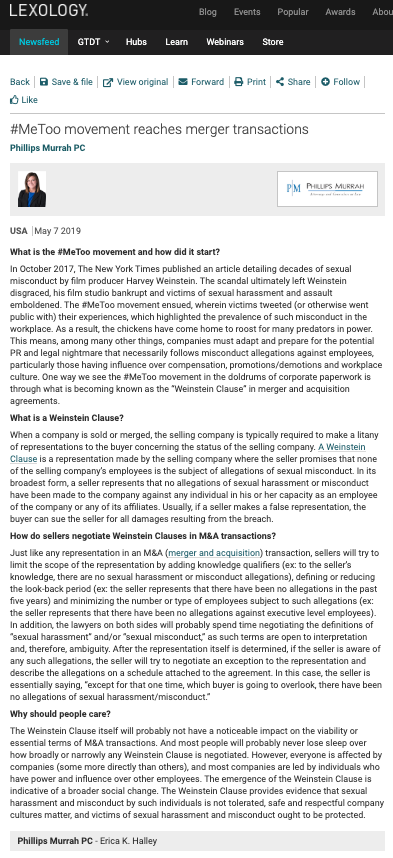 LEXOLOGY.
Blog Events Popular Awards Abou
Newsfeed GTDT Hubs Learn Webinars Store
Back Save & file View original Forward Print Share Follow
Like
#MeToo movement reaches merger transactions
Phillips Murrah PC
PM PHILLIPS MURRAH
USA May 7 2019
What is the #MeToo movement and how did it start?
In October 2017, The New York Times published an article detailing decades of sexual
misconduct by film producer Harvey Weinstein. The scandal ultimately left Weinstein
disgraced, his film studio bankrupt and victims of sexual harassment and assault
emboldened. The #MeToo movement ensued, wherein victims tweeted (or otherwise went
public with) their experiences, which highlighted the prevalence of such misconduct in the
workplace. As a result, the chickens have come home to roost for many predators in power.
This means, among many other things, companies must adapt and prepare for the potential
PR and legal nightmare that necessarily follows misconduct allegations against employees,
particularly those having influence over compensation, promotions/demotions and workplace
culture. One way we see the #MeToo movement in the doldrums of corporate paperwork is
through what is becoming known as the “Weinstein Clause” in merger and acquisition
agreements.
What is a Weinstein Clause?
When a company is sold or merged, the selling company is typically required to make a litany
of representations to the buyer concerning the status of the selling company. A Weinstein
Clause is a representation made by the selling company where the seller promises that none
of the selling company’s employees is the subject of allegations of sexual misconduct. In its
broadest form, a seller represents that no allegations of sexual harassment or misconduct
have been made to the company against any individual in his or her capacity as an employee
of the company or any of its affiliates. Usually, if a seller makes a false representation, the
buyer can sue the seller for all damages resulting from the breach.
How do sellers negotiate Weinstein Clauses in M&A transactions?
Just like any representation in an M&A (merger and acquisition) transaction, sellers will try to
limit the scope of the representation by adding knowledge qualifiers (ex: to the seller’s
knowledge, there are no sexual harassment or misconduct allegations), defining or reducing
the look-back period (ex: the seller represents that there have been no allegations in the past
five years) and minimizing the number or type of employees subject to such allegations (ex:
the seller represents that there have been no allegations against executive level employees).
In addition, the lawyers on both sides will probably spend time negotiating the definitions of
“sexual harassment” and/or “sexual misconduct,” as such terms are open to interpretation
and, therefore, ambiguity. After the representation itself is determined, if the seller is aware of
any such allegations, the seller will try to negotiate an exception to the representation and
describe the allegations on a schedule attached to the agreement. In this case, the seller is
essentially saying, “except for that one time, which buyer is going to overlook, there have been
no allegations of sexual harassment/misconduct.”
Why should people care?
The Weinstein Clause itself will probably not have a noticeable impact on the viability or
essential terms of M&A transactions. And most people will probably never lose sleep over
how broadly or narrowly any Weinstein Clause is negotiated. However, everyone is affected by
companies (some more directly than others), and most companies are led by individuals who
have power and influence over other employees. The emergence of the Weinstein Clause is
indicative of a broader social change. The Weinstein Clause provides evidence that sexual
harassment and misconduct by such individuals is not tolerated, safe and respectful company
cultures matter, and victims of sexual harassment and misconduct ought to be protected.
Phillips Murrah PC - Erica K. Halley